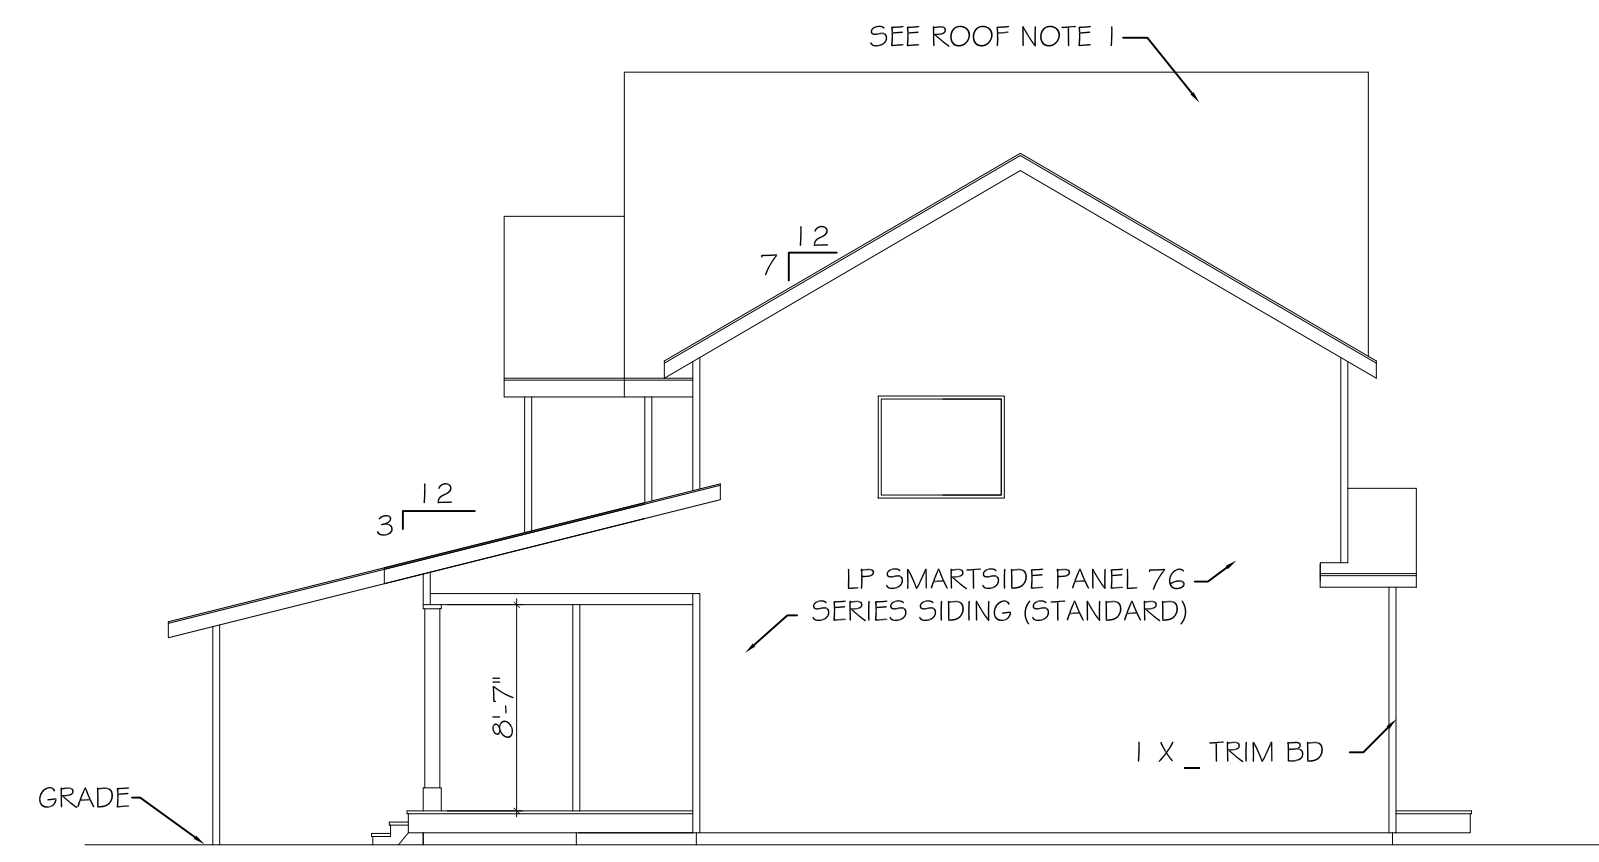 SEE ROOF NOTE 1
12
7
12
3
LP SMARTSIDE PANEL 76
SERIES SIDING (STANDARD)
8'-7"
1 X _ TRIM BD
GRADE